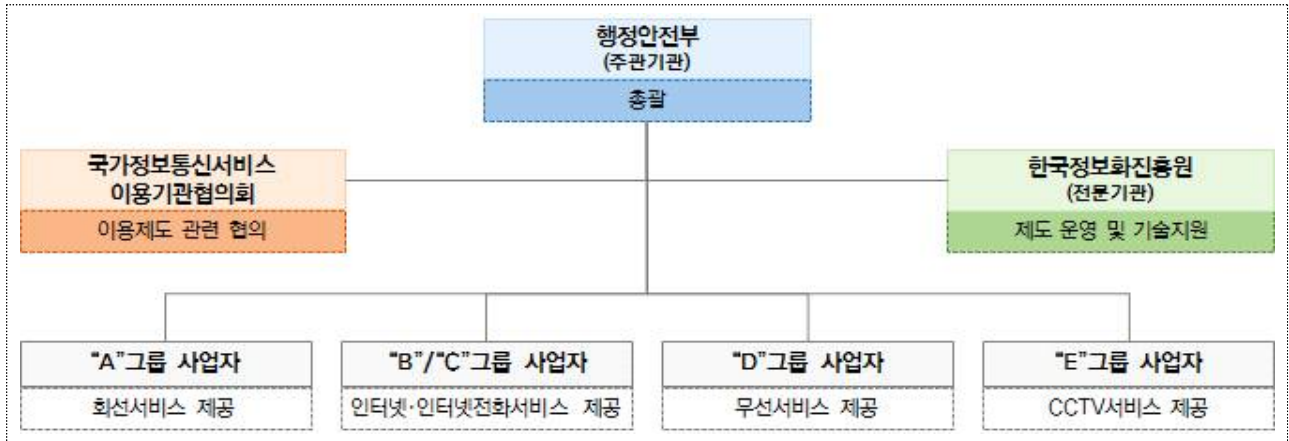 행정안전부
(주관기관)
총괄
국가정보통신서비스
이용기관협의회
이용제도 관련 협의
한국정보화진흥원
(전문기관)
제도 운영 및 기술지원
“A”그룹 사업자
회선서비스 제공
“B”/“C”그룹 사업자
인터넷·인터넷전화서비스 제공
“D”그룹 사업자
무선서비스 제공
“E”그룹 사업자
CCTV서비스 제공